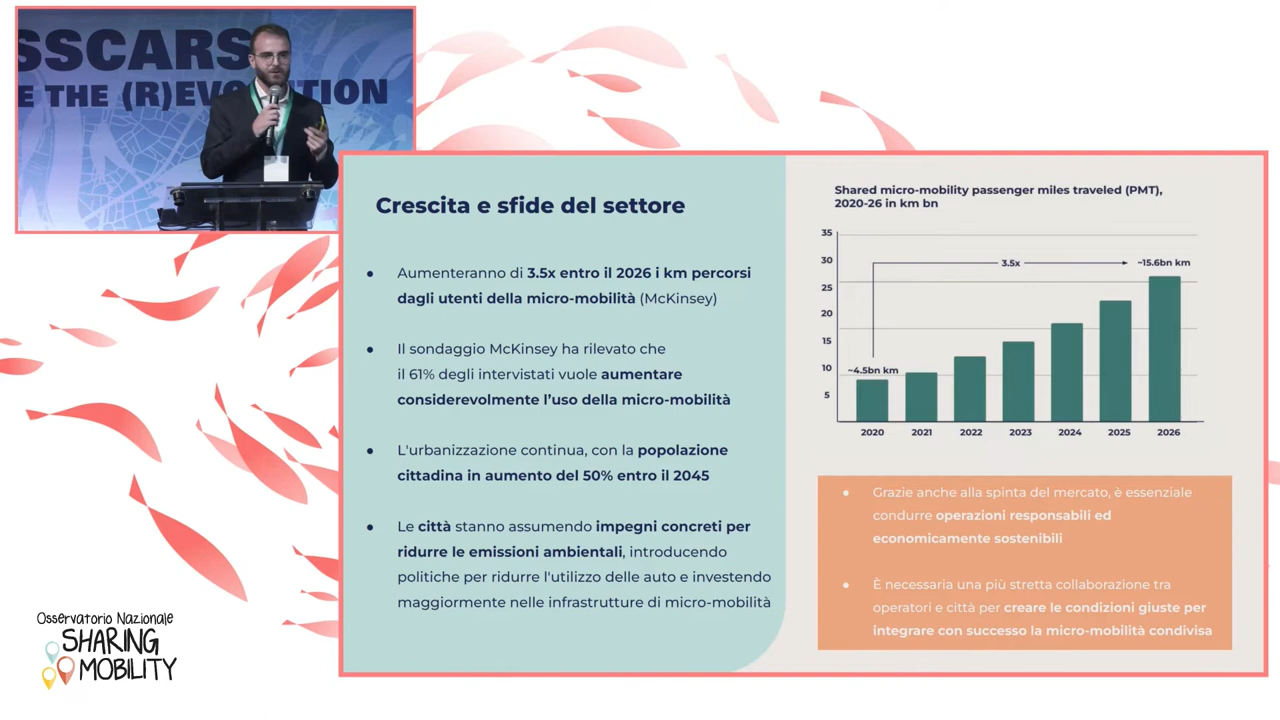 SSCARS
E THE (R)EVOLUTION
Crescita e sfide del settore
● Aumenteranno di 3.5x entro il 2026 i km percorsi
dagli utenti della micro-mobilità (McKinsey)
● Il sondaggio McKinsey ha rilevato che
il 61% degli intervistati vuole aumentare
considerevolmente l'uso della micro-mobilità
● L'urbanizzazione continua, con la popolazione
cittadina in aumento del 50% entro il 2045
● Le città stanno assumendo impegni concreti per
ridurre le emissioni ambientali, introducendo
politiche per ridurre l'utilizzo delle auto e investendo
maggiormente nelle infrastrutture di micro-mobilità
Shared micro-mobility passenger miles traveled (PMT),
2020-26 in km bn
35
30
25
20
15
10
5
3.5x
~15.6bn km
~4.5bn km
2020 2021 2022 2023 2024 2025 2026
● Grazie anche alla spinta del mercato, è essenziale
condurre operazioni responsabili ed
economicamente sostenibili
● È necessaria una più stretta collaborazione tra
operatori e città per creare le condizioni giuste per
integrare con successo la micro-mobilità condivisa
Osservatorio Nazionale
SHARING
MOBILITY